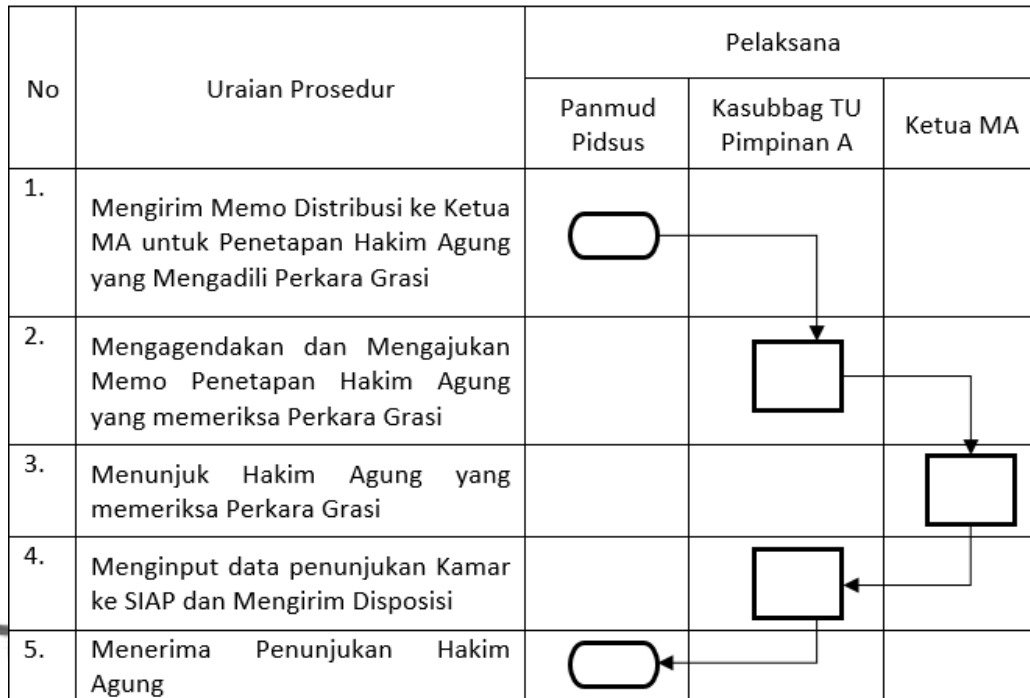 No
Uraian Prosedur
Pelaksana
Panmud
Pidsus
Kasubbag TU
Pimpinan A
Ketua MA
1.
Mengirim Memo Distribusi ke Ketua
MA untuk Penetapan Hakim Agung
yang Mengadili Perkara Grasi
2.
Mengagendakan dan Mengajukan
Memo Penetapan Hakim Agung
yang memeriksa Perkara Grasi
3.
Menunjuk Hakim Agung yang
memeriksa Perkara Grasi
4.
Menginput data penunjukan Kamar
ke SIAP dan Mengirim Disposisi
5.
Menerima Penunjukan Hakim
Agung